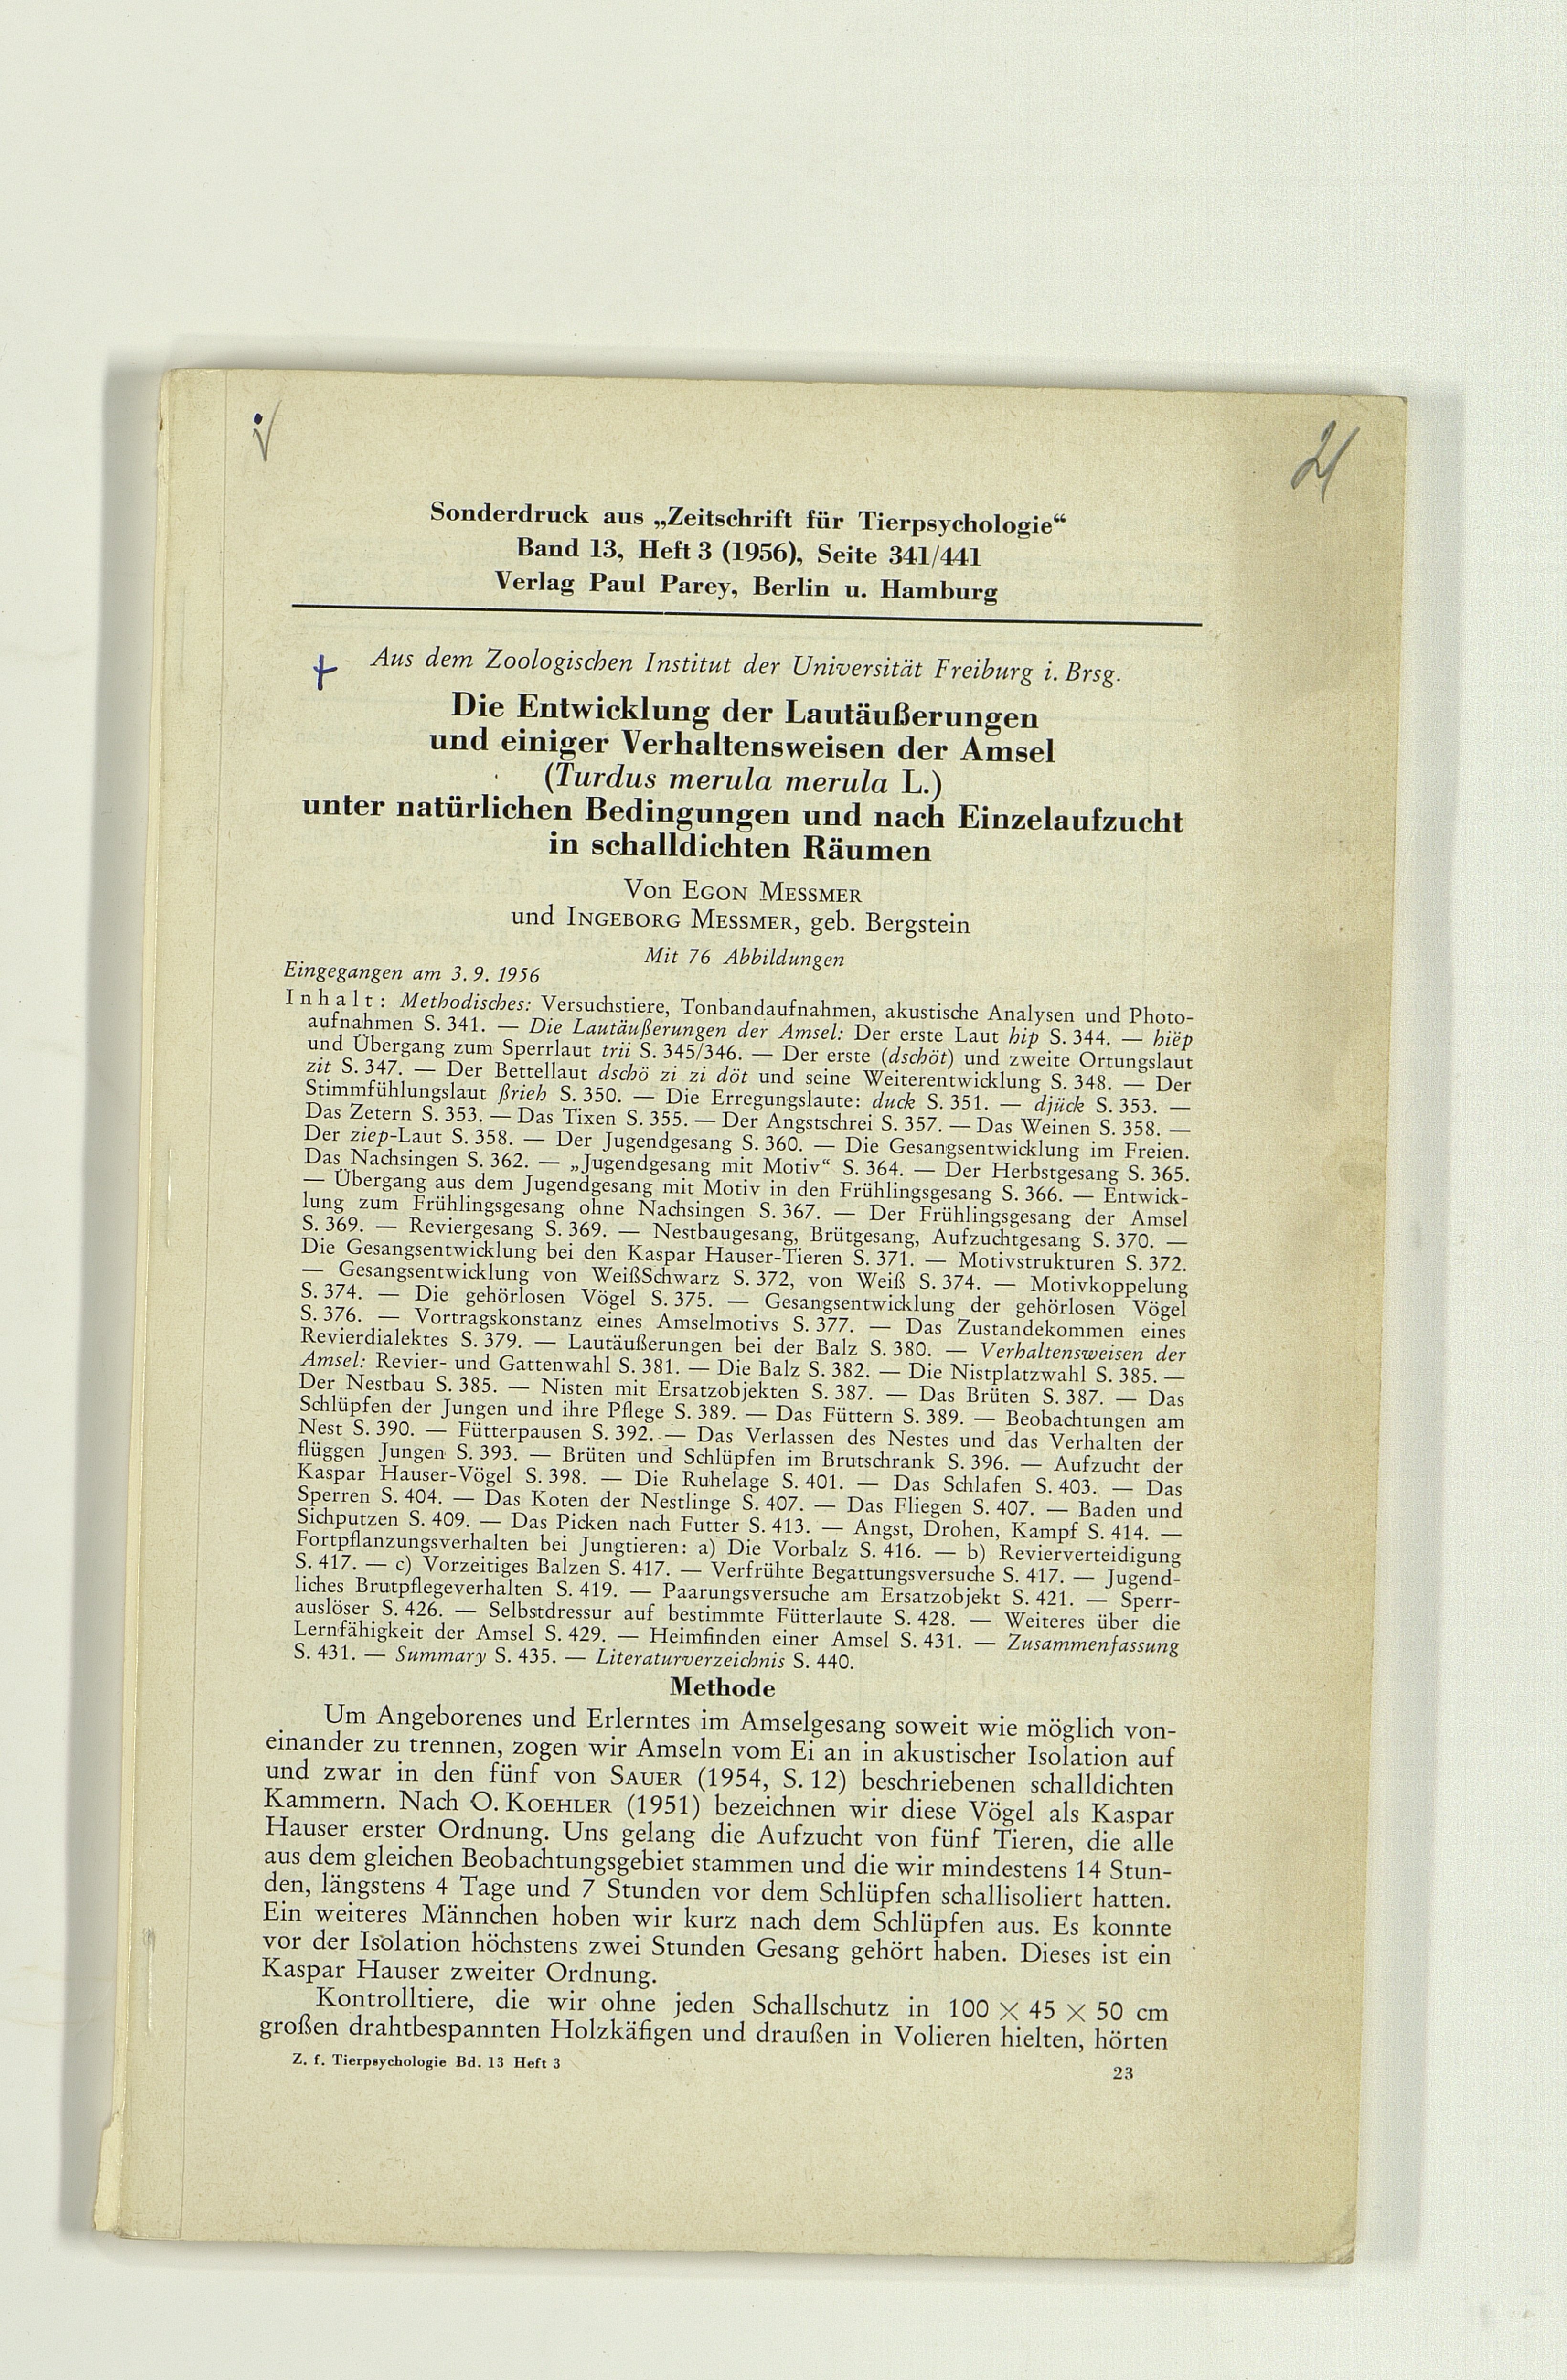 21
Sonderdruck aus „Zeitschrift für Tierpsychologie“
Band 13, Heft 3 (1956), Seite 341/441
Verlag Paul Parey, Berlin u. Hamburg
Aus dem Zoologischen Institut der Universität Freiburg i. Brsg.
Die Entwicklung der Lautäußerungen
und einiger Verhaltensweisen der Amsel
(Turdus merula merula L.)
unter natürlichen Bedingungen und nach Einzelaufzucht
in schalldichten Räumen
Von EGON MESSMER
und INGEBORG MESSMER, geb. Bergstein
Mit 76 Abbildungen
Eingegangen am 3. 9. 1956
Inhalt: Methodisches: Versuchstiere, Tonbandaufnahmen, akustische Analysen und Photo-
aufnahmen S. 341. — Die Lautäußerungen der Amsel: Der erste Laut hip S. 344. — hiëp
und Übergang zum Sperrlaut trii S. 345/346. — Der erste (dschöt) und zweite Ortungslaut
zit S. 347. — Der Bettellaut dschö zi zi döt und seine Weiterentwicklung S. 348. — Der
Stimmfühlungslaut ßrieh S. 350. — Die Erregungslaute: duck S. 351. — djück S. 353. —
Das Zetern S. 353. — Das Tixen S. 355. — Der Angstschrei S. 357. — Das Weinen S. 358. —
Der ziep-Laut S. 358. — Der Jugendgesang S. 360. — Die Gesangsentwicklung im Freien.
Das Nachsingen S. 362. — „Jugendgesang mit Motiv“ S. 364. — Der Herbstgesang S. 365.
— Übergang aus dem Jugendgesang mit Motiv in den Frühlingsgesang S. 366. — Entwick-
lung zum Frühlingsgesang ohne Nachsingen S. 367. — Der Frühlingsgesang der Amsel
S. 369. — Reviergesang S. 369. — Nestbaugesang, Brütgesang, Aufzuchtgesang S. 370. —
Die Gesangsentwicklung bei den Kaspar Hauser-Tieren S. 371. — Motivstrukturen S. 372.
— Gesangsentwicklung von WeißSchwarz S. 372, von Weiß S. 374. — Motivkoppelung
S. 374. — Die gehörlosen Vögel S. 375. — Gesangsentwicklung der gehörlosen Vögel
S. 376. — Vortragskonstanz eines Amselmotivs S. 377. — Das Zustandekommen eines
Revierdialektes S. 379. — Lautäußerungen bei der Balz S. 380. — Verhaltensweisen der
Amsel: Revier- und Gattenwahl S. 381. — Die Balz S. 382. — Die Nistplatzwahl S. 385. —
Der Nestbau S. 385. — Nisten mit Ersatzobjekten S. 387. — Das Brüten S. 387. — Das
Schlüpfen der Jungen und ihre Pflege S. 389. — Das Füttern S. 389. — Beobachtungen am
Nest S. 390. — Fütterpausen S. 392. — Das Verlassen des Nestes und das Verhalten der
flüggen Jungen S. 393. — Brüten und Schlüpfen im Brutschrank S. 396. — Aufzucht der
Kaspar Hauser-Vögel S. 398. — Die Ruhelage S. 401. — Das Schlafen S. 403. — Das
Sperren S. 404. — Das Koten der Nestlinge S. 407. — Das Fliegen S. 407. — Baden und
Sichputzen S. 409. — Das Picken nach Futter S. 413. — Angst, Drohen, Kampf S. 414. —
Fortpflanzungsverhalten bei Jungtieren: a) Die Vorbalz S. 416. — b) Revierverteidigung
S. 417. — c) Vorzeitiges Balzen S. 417. — Verfrühte Begattungsversuche S. 417. — Jugend-
liches Brutpflegeverhalten S. 419. — Paarungsversuche am Ersatzobjekt S. 421. — Sperr-
auslöser S. 426. — Selbstdressur auf bestimmte Fütterlaute S. 428. — Weiteres über die
Lernfähigkeit der Amsel S. 429. — Heimfinden einer Amsel S. 431. — Zusammenfassung
S. 431. — Summary S. 435. — Literaturverzeichnis S. 440.
Methode
Um Angeborenes und Erlerntes im Amselgesang soweit wie möglich von-
einander zu trennen, zogen wir Amseln vom Ei an in akustischer Isolation auf
und zwar in den fünf von SAUER (1954, S. 12) beschriebenen schalldichten
Kammern. Nach O. KOEHLER (1951) bezeichnen wir diese Vögel als Kaspar
Hauser erster Ordnung. Uns gelang die Aufzucht von fünf Tieren, die alle
aus dem gleichen Beobachtungsgebiet stammen und die wir mindestens 14 Stun-
den, längstens 4 Tage und 7 Stunden vor dem Schlüpfen schallisoliert hatten.
Ein weiteres Männchen hoben wir kurz nach dem Schlüpfen aus. Es konnte
vor der Isolation höchstens zwei Stunden Gesang gehört haben. Dieses ist ein
Kaspar Hauser zweiter Ordnung.
Kontrolltiere, die wir ohne jeden Schallschutz in 100 × 45 × 50 cm
großen drahtbespannten Holzkäfigen und draußen in Volieren hielten, hörten
Z. f. Tierpsychologie Bd. 13 Heft 3
23